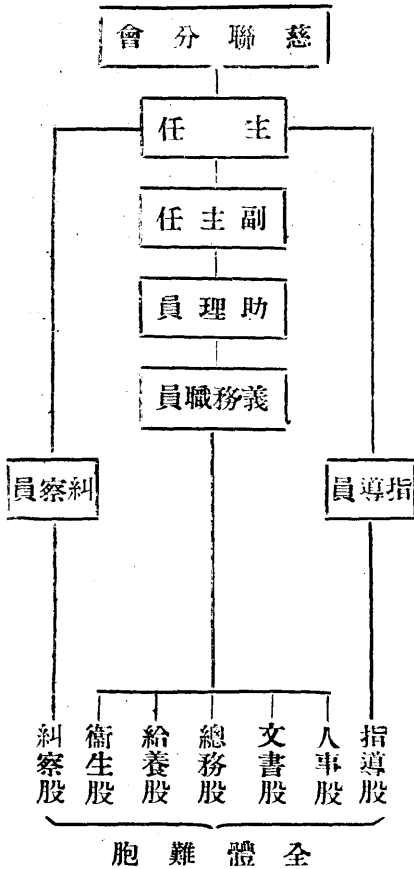 慈聯分會
主任
副主任
助理員
義務職員
指導員
糾察員
指導股
人事股
文書股
總務股
給養股
衞生股
糾察股
全體難胞